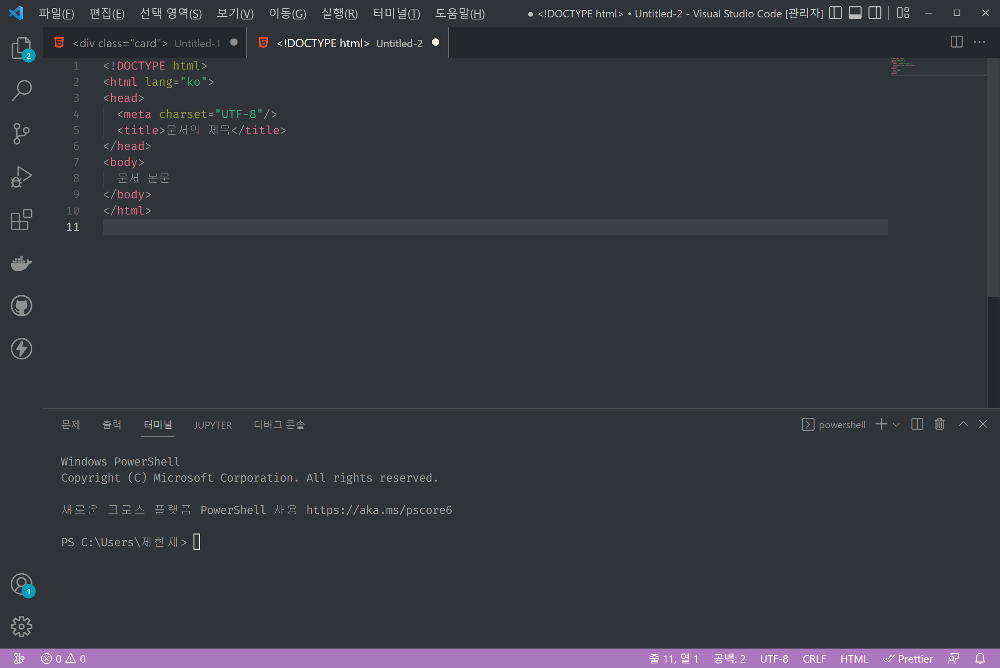 파일(F) 편집(E) 선택 영역(S) 보기(V) 이동(G) 실행(R) 터미널(T) 도움말(H) ● <!DOCTYPE html> • Untitled-2 - Visual Studio Code [관리자]
<div class="card"> Untitled-1 ● <!DOCTYPE html> Untitled-2 ●
2
1 <!DOCTYPE html>
2 <html lang="ko">
3 <head>
4 <meta charset="UTF-8"/>
5 <title>문서의 제목</title>
6 </head>
7 <body>
8 문서 본문
9 </body>
10 </html>
11
문제 출력 터미널 JUPYTER 디버그 콘솔 powershell
Windows PowerShell
Copyright (C) Microsoft Corporation. All rights reserved.
새로운 크로스 플랫폼 PowerShell 사용 https://aka.ms/pscore6
PS C:\Users\제한재>
1
0 0 줄 11, 열 1 공백: 2 UTF-8 CRLF HTML Prettier